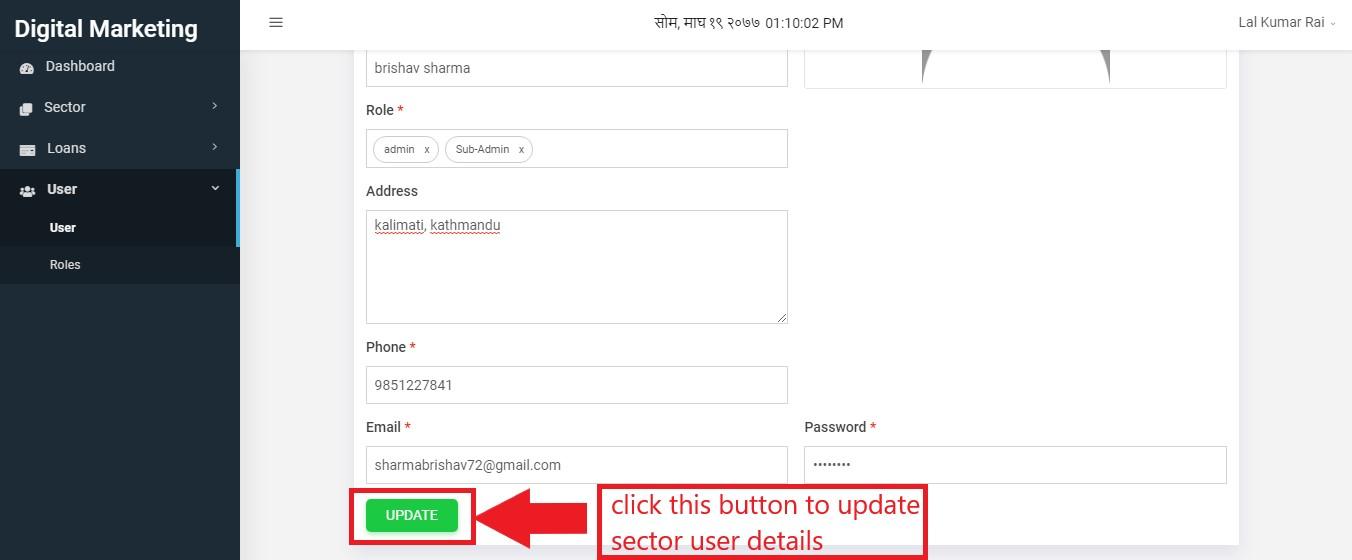 Digital Marketing
सोम, माघ १९ २०७७ 01:10:02 PM
Lal Kumar Rai
Dashboard
Sector
Loans
User
User
Roles
brishav sharma
Role *
admin x Sub-Admin x
Address
kalimati, kathmandu
Phone *
9851227841
Email *
sharmabrishav72@gmail.com
Password *
••••••••
UPDATE
click this button to update
sector user details